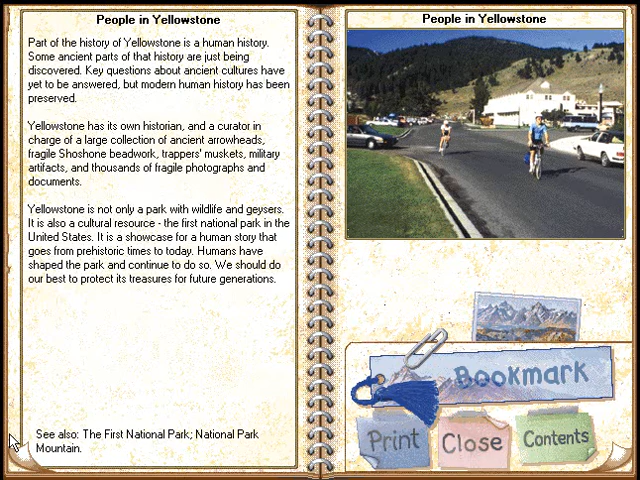 People in Yellowstone
Part of the history of Yellowstone is a human history.
Some ancient parts of that history are just being
discovered. Key questions about ancient cultures have
yet to be answered, but modern human history has been
preserved.
Yellowstone has its own historian, and a curator in
charge of a large collection of ancient arrowheads,
fragile Shoshone beadwork, trappers' muskets, military
artifacts, and thousands of fragile photographs and
documents.
Yellowstone is not only a park with wildlife and geysers.
It is also a cultural resource - the first national park in the
United States. It is a showcase for a human story that
goes from prehistoric times to today. Humans have
shaped the park and continue to do so. We should do
our best to protect its treasures for future generations.
See also: The First National Park; National Park
Mountain.
People in Yellowstone
Bookmark
Print
Close
Contents